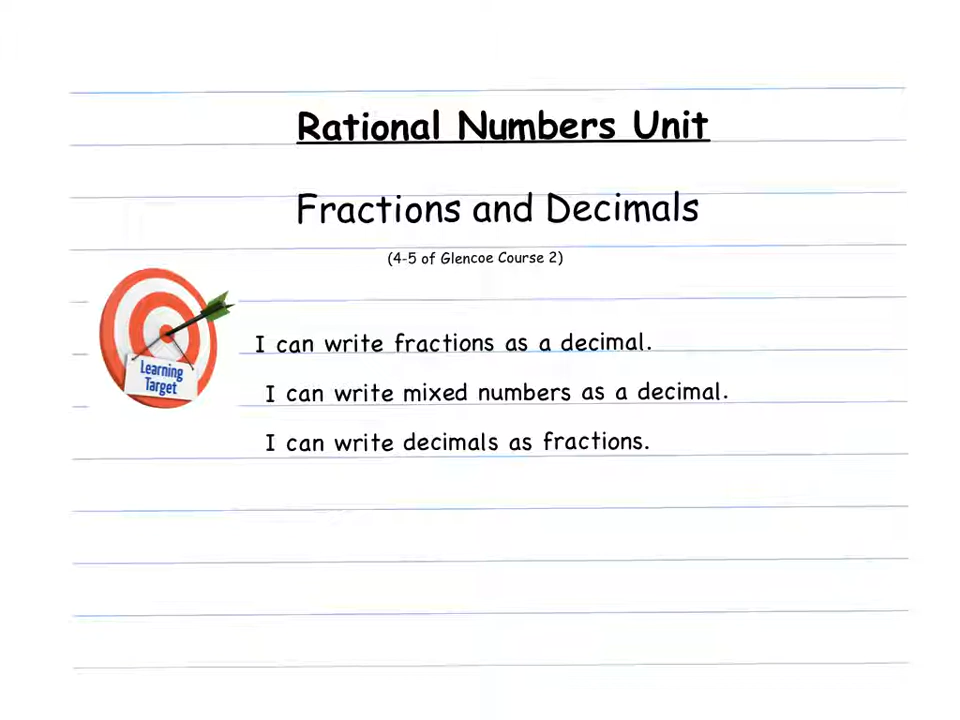 Rational Numbers Unit
Fractions and Decimals
(4-5 of Glencoe Course 2)
Learning
Target
I can write fractions as a decimal.
I can write mixed numbers as a decimal.
I can write decimals as fractions.